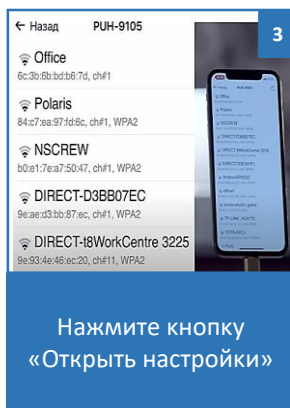 ← Назад PUH-9105
3
Office
6c:3b:6b:bd:b6:7d, ch#1
Polaris
84:c7:ea:97:fd:6c, ch#1, WPA2
NSCREW
b0:e1:7e:a7:50:47, ch#1, WPA2
DIRECT-D3BB07EC
9e:ae:d3:bb:87:ec, ch#1, WPA2
DIRECT-t8WorkCentre 3225
9e:93:4e:46:ec:20, ch#11, WPA2
Нажмите кнопку
«Открыть настройки»